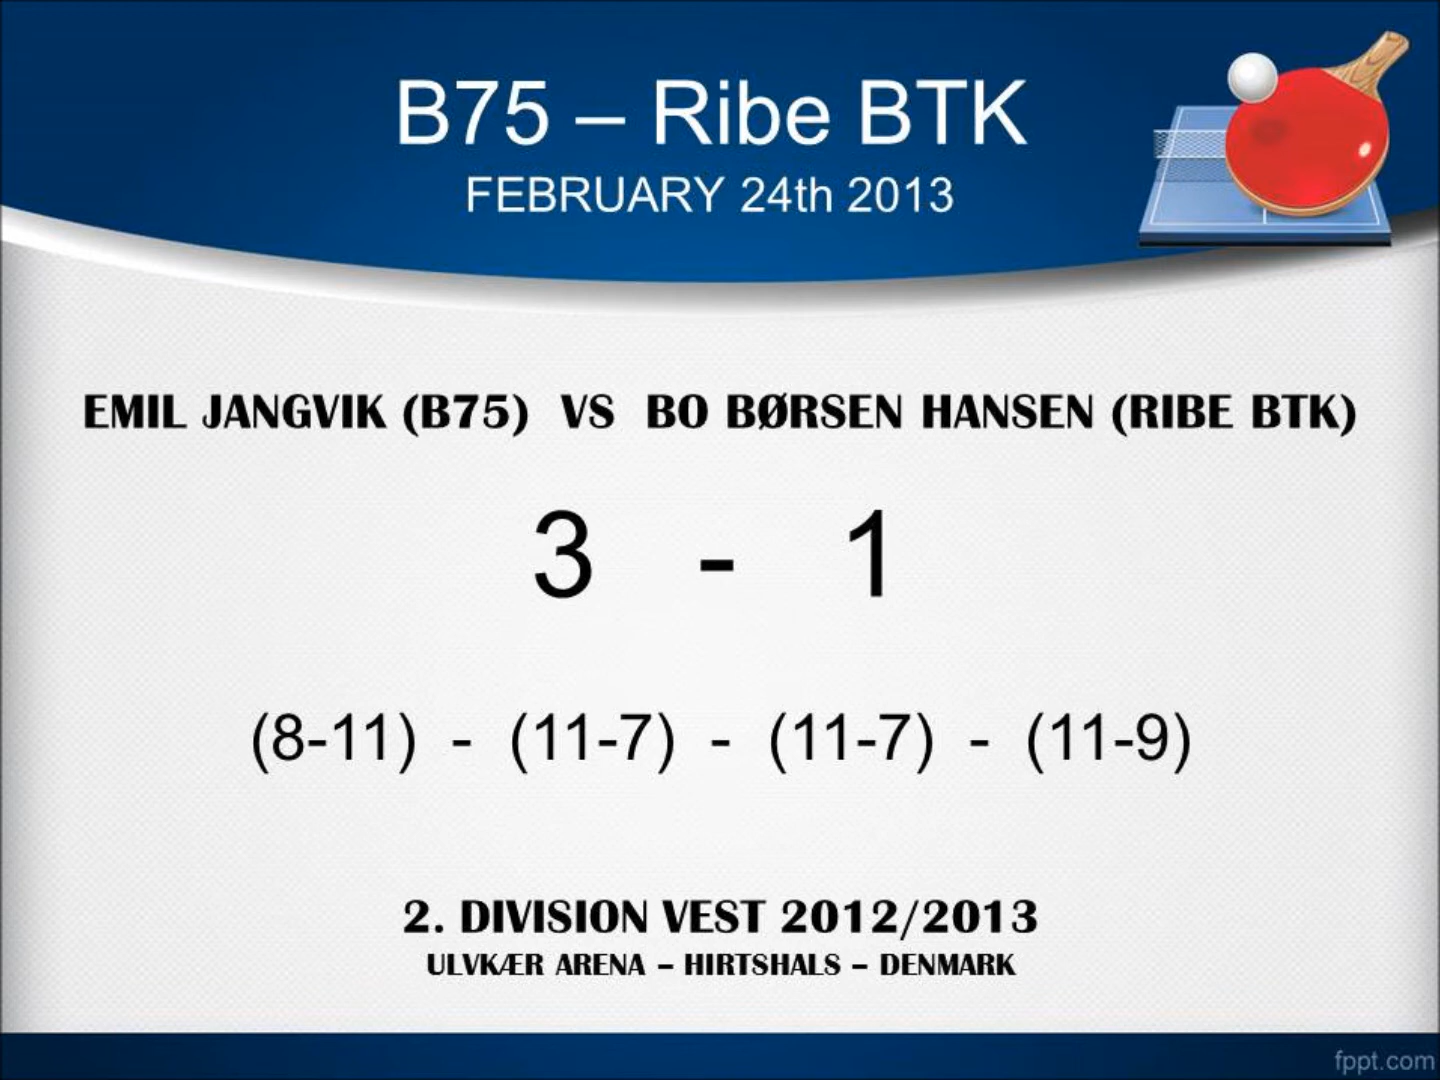 B75 – Ribe BTK
FEBRUARY 24th 2013
EMIL JANGVIK (B75) VS BO BØRSEN HANSEN (RIBE BTK)
3 - 1
(8-11) - (11-7) - (11-7) - (11-9)
2. DIVISION VEST 2012/2013
ULVKÆR ARENA – HIRTSHALS – DENMARK
fppt.com